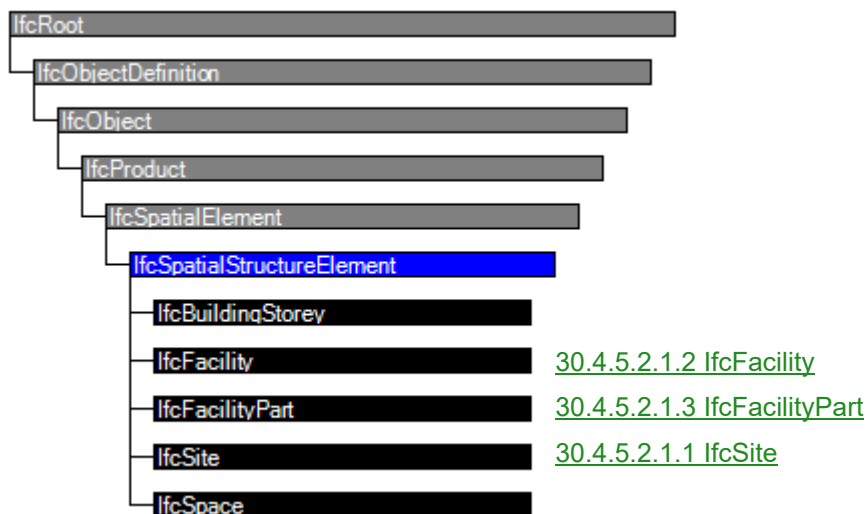 IfcRoot
IfcObjectDefinition
IfcObject
IfcProduct
IfcSpatialElement
IfcSpatialStructureElement
IfcBuildingStorey
IfcFacility 30.4.5.2.1.2 IfcFacility
IfcFacilityPart 30.4.5.2.1.3 IfcFacilityPart
IfcSite 30.4.5.2.1.1 IfcSite
IfcSpace